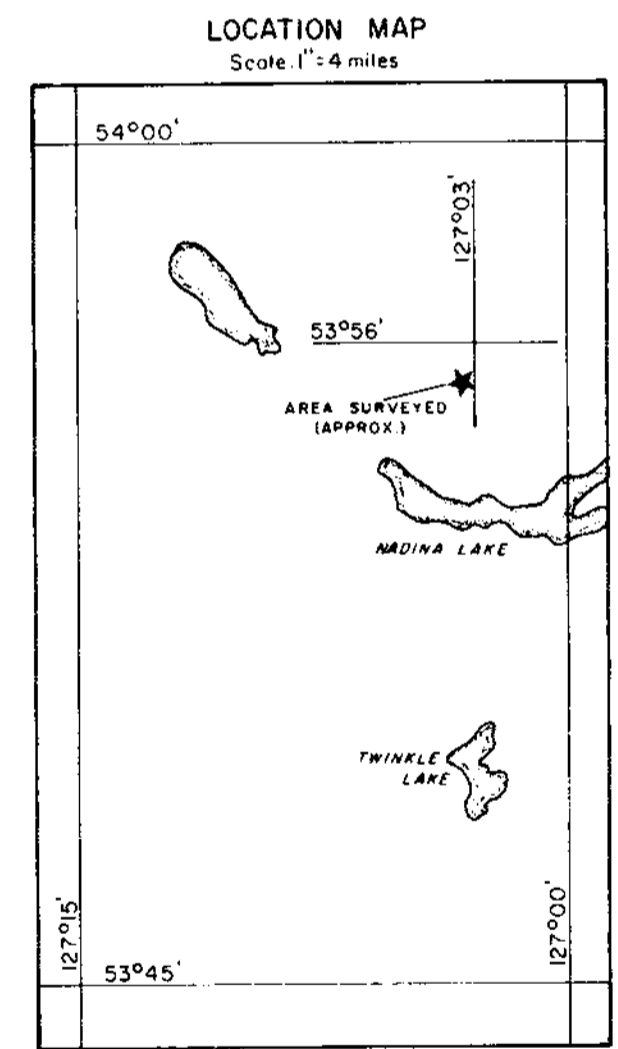 LOCATION MAP
Scale.1"=4 miles
54°00'
127°03'
53°56'
AREA SURVEYED
(APPROX.)
NADINA LAKE
TWINKLE
LAKE
127°15'
127°00'
53°45'